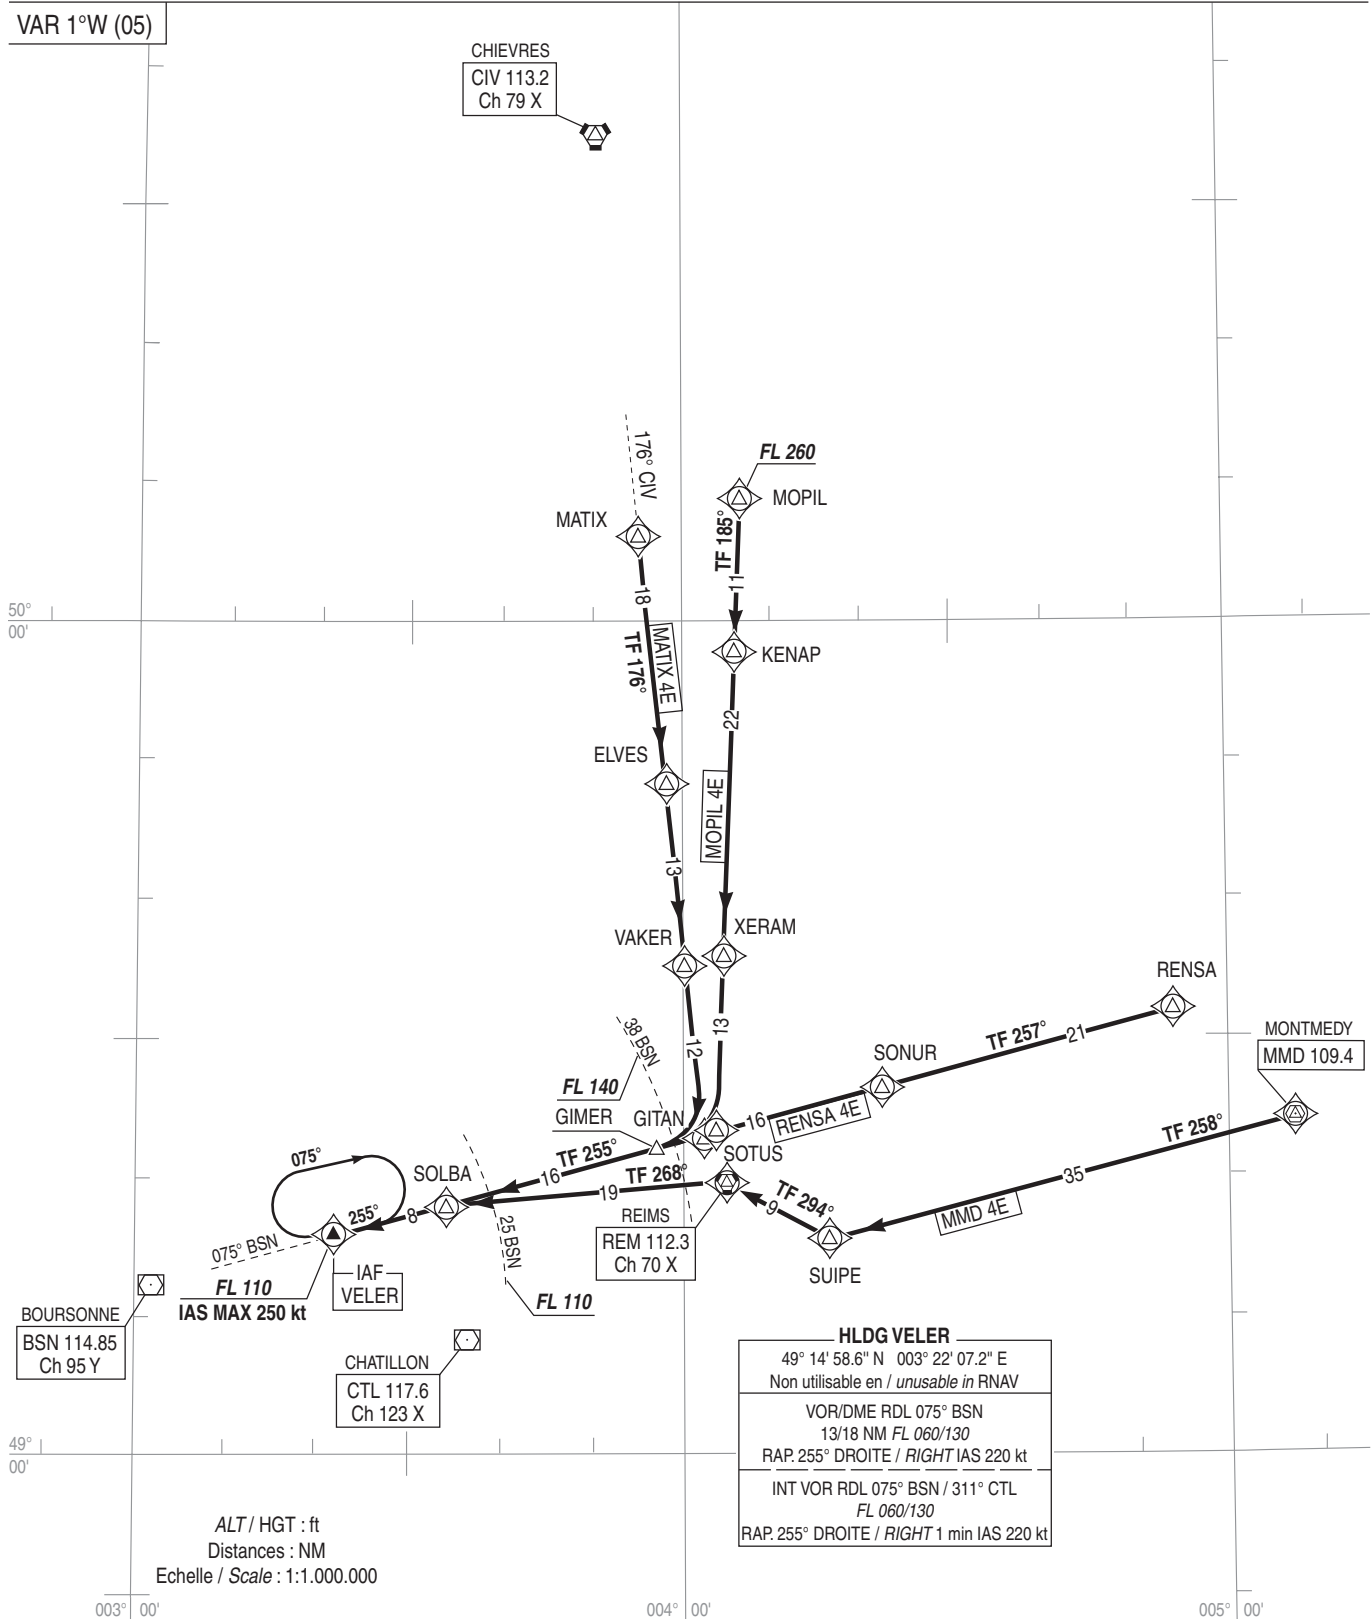 VAR 1°W (05)
CHIEVRES
CIV 113.2
Ch 79 X
176° CIV
FL 260
MOPIL
MATIX
TF 185°
11
18
50°
00'
TF 176°
MATIX 4E
KENAP
22
ELVES
MOPIL 4E
13
VAKER
XERAM
RENSA
38 BSN
12
13
TF 257°
21
SONUR
MONTMEDY
MMD 109.4
FL 140
GIMER
GITAN
16
RENSA 4E
TF 258°
075°
SOLBA
TF 255°
16
SOTUS
TF 268°
19
TF 294°
9
35
MMD 4E
255°
8
075° BSN
25 BSN
REIMS
REM 112.3
Ch 70 X
SUIPE
IAF
VELER
FL 110
IAS MAX 250 kt
FL 110
BOURSONNE
BSN 114.85
Ch 95 Y
CHATILLON
CTL 117.6
Ch 123 X
HLDG VELER
49° 14' 58.6" N 003° 22' 07.2" E
Non utilisable en / unusable in RNAV
VOR/DME RDL 075° BSN
13/18 NM FL 060/130
RAP. 255° DROITE / RIGHT IAS 220 kt
INT VOR RDL 075° BSN / 311° CTL
FL 060/130
RAP. 255° DROITE / RIGHT 1 min IAS 220 kt
49°
00'
ALT / HGT : ft
Distances : NM
Echelle / Scale : 1:1.000.000
003° 00'
004° 00'
005° 00'